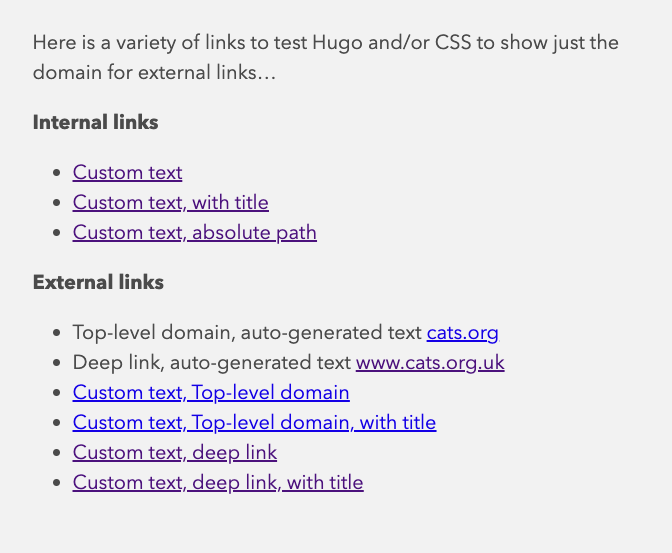 Here is a variety of links to test Hugo and/or CSS to show just the
domain for external links…
Internal links
Custom text
Custom text, with title
Custom text, absolute path
External links
Top-level domain, auto-generated text cats.org
Deep link, auto-generated text www.cats.org.uk
Custom text, Top-level domain
Custom text, Top-level domain, with title
Custom text, deep link
Custom text, deep link, with title